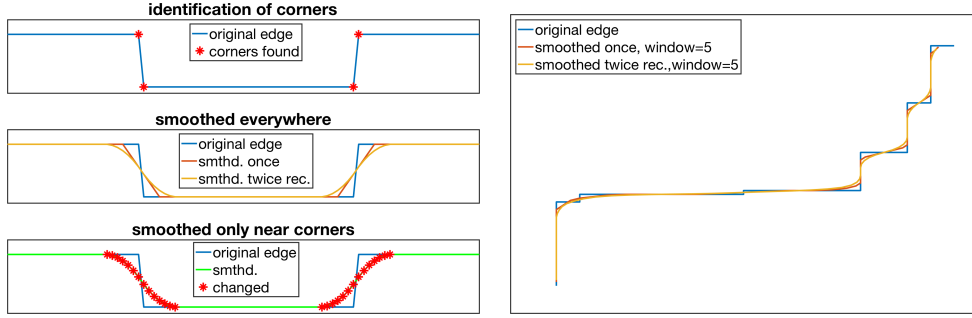 identification of corners
original edge
corners found
smoothed everywhere
original edge
smthd. once
smthd. twice rec.
smoothed only near corners
original edge
smthd.
changed
original edge
smoothed once, window=5
smoothed twice rec.,window=5